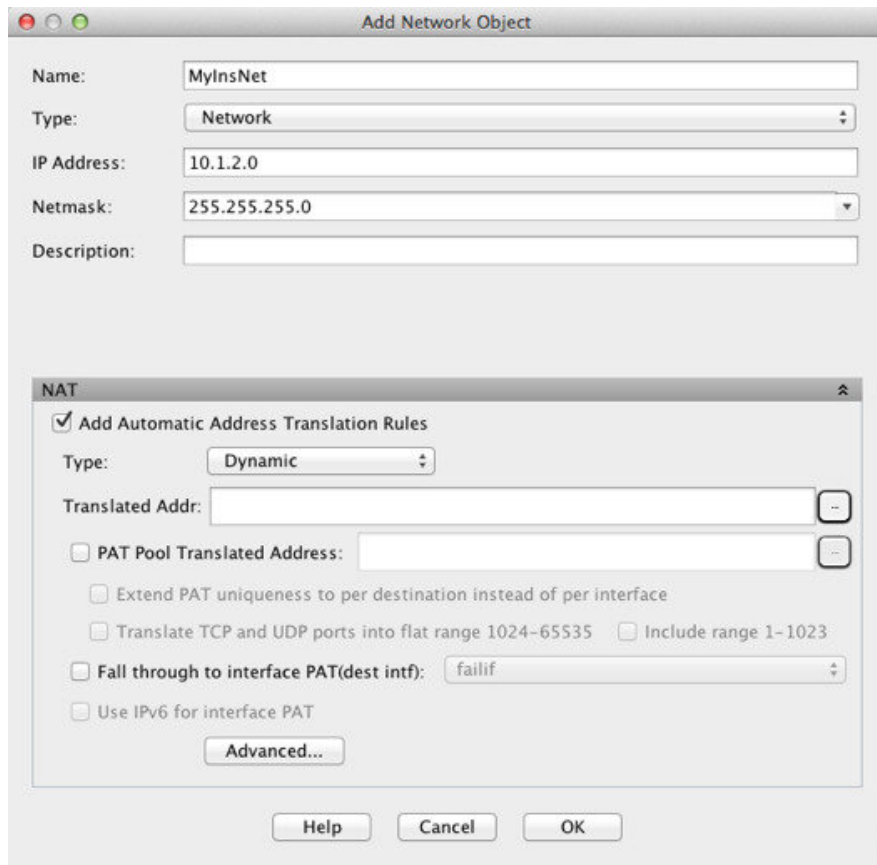 Add Network Object
Name: MyInsNet
Type: Network
IP Address: 10.1.2.0
Netmask: 255.255.255.0
Description:
NAT
Add Automatic Address Translation Rules
Type: Dynamic
Translated Addr: ...
PAT Pool Translated Address: ...
Extend PAT uniqueness to per destination instead of per interface
Translate TCP and UDP ports into flat range 1024-65535 Include range 1-1023
Fall through to interface PAT(dest intf): failif
Use IPv6 for interface PAT
Advanced...
Help Cancel OK